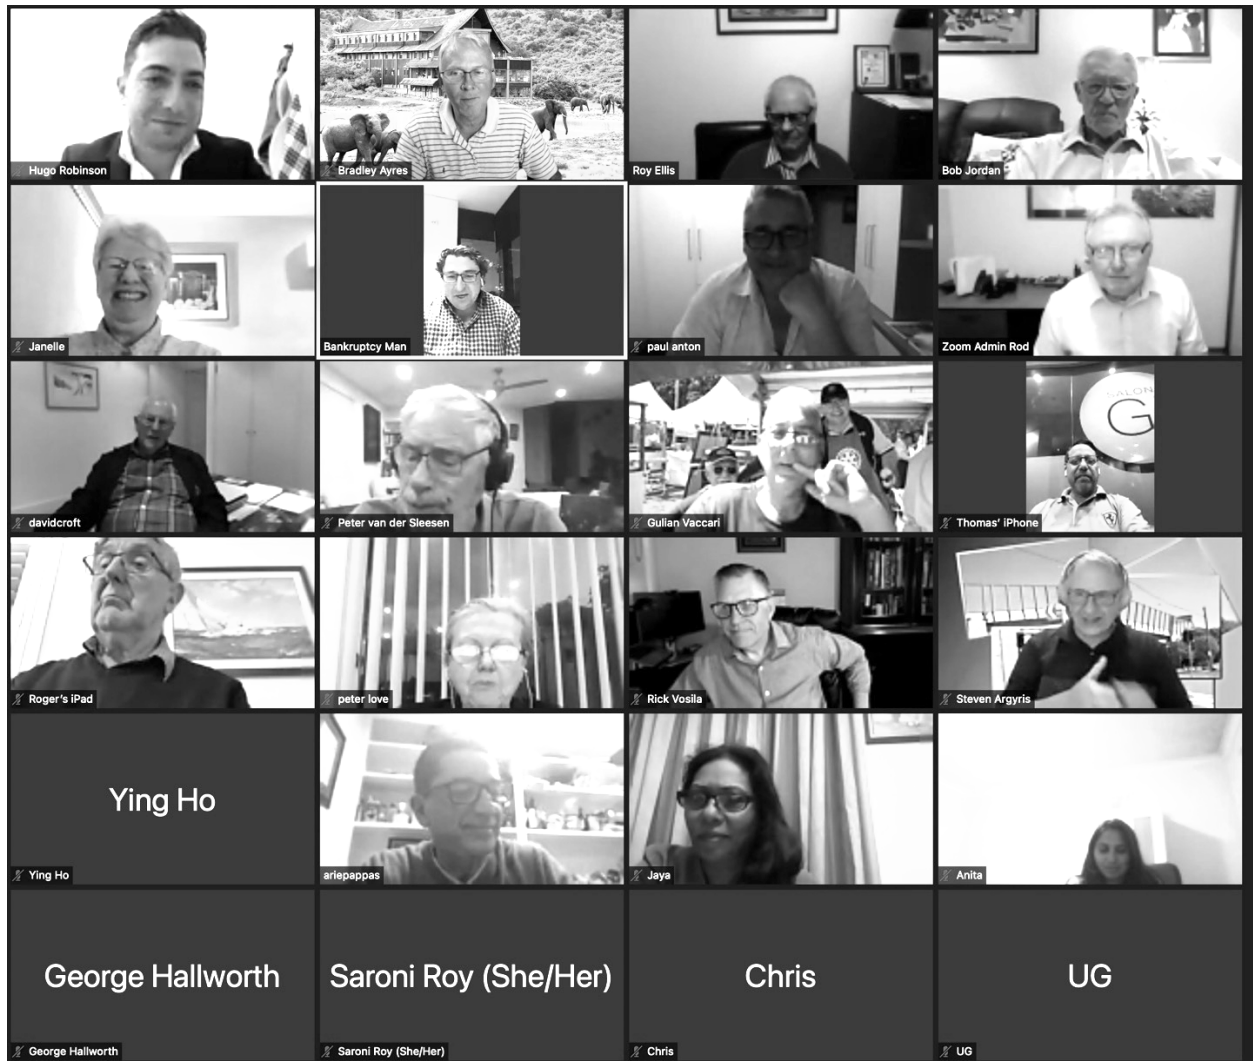 Hugo Robinson
Bradley Ayres
Roy Ellis
Bob Jordan
Janelle
Bankruptcy Man
paul anton
Zoom Admin Rod
davidcroft
Peter van der Sleesen
Gulian Vaccari
SALON
G
Thomas’ iPhone
Roger’s iPad
peter love
Rick Vosila
Steven Argyris
Ying Ho
Ying Ho
ariepappas
Jaya
Anita
George Hallworth
George Hallworth
Saroni Roy (She/Her)
Saroni Roy (She/Her)
Chris
Chris
UG
UG